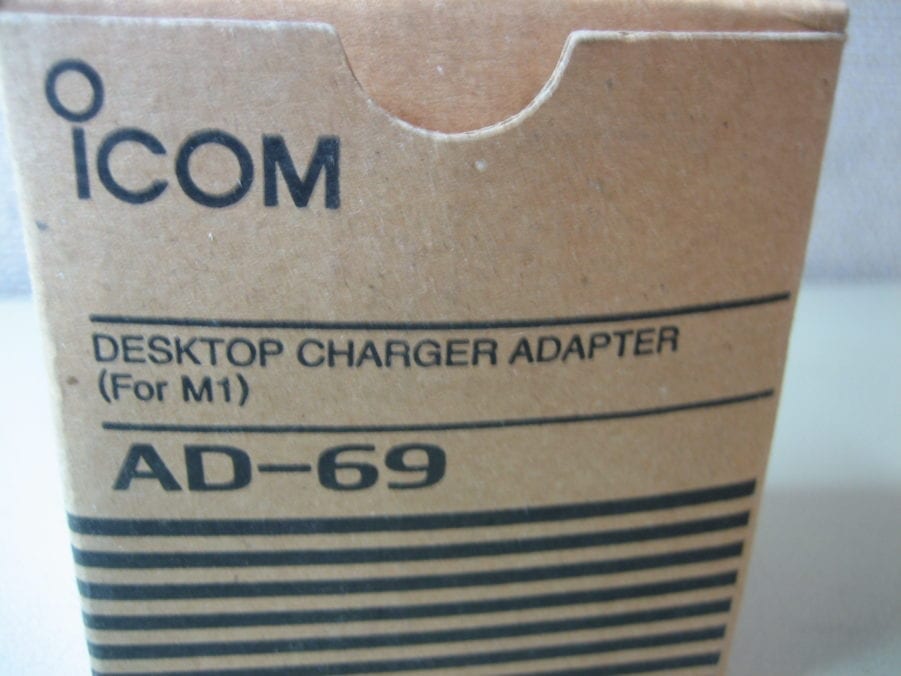 iCOM
DESKTOP CHARGER ADAPTER
(For M1)
AD-69